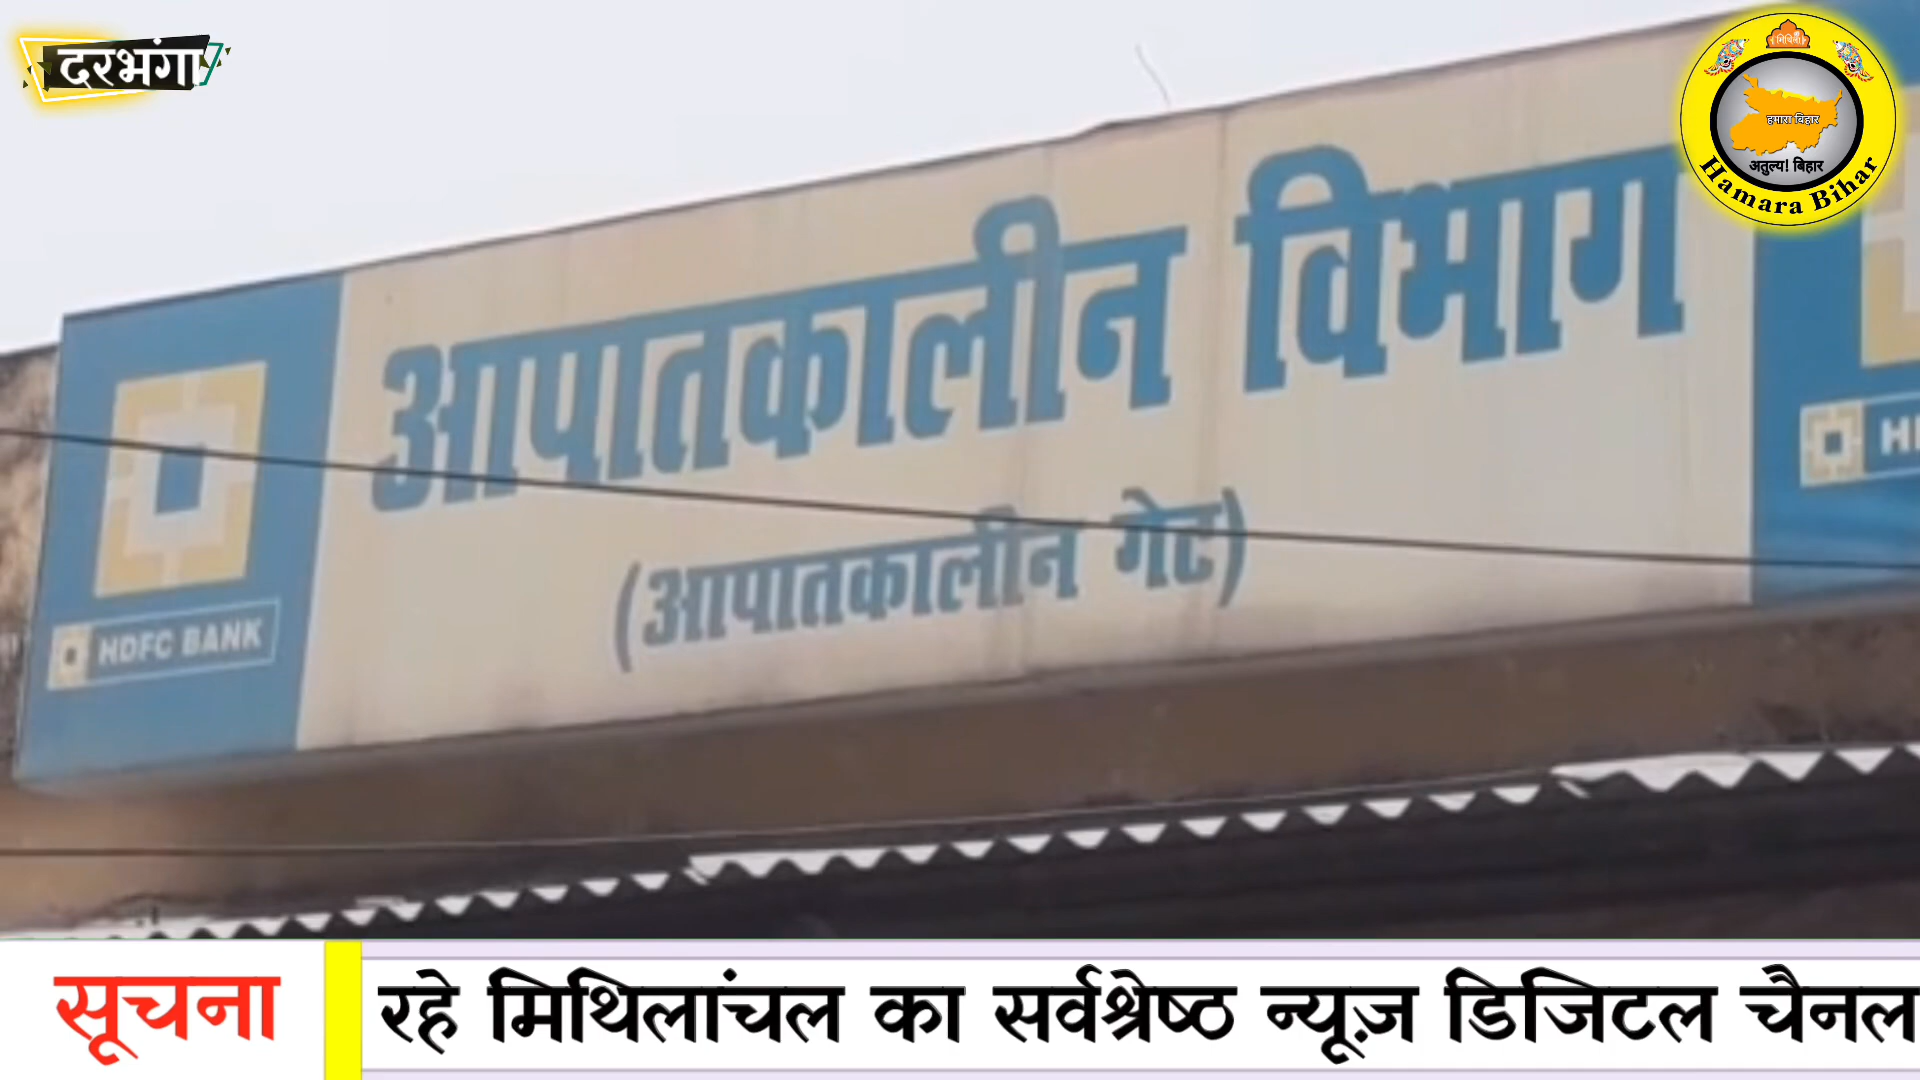 दरभंगा
मिथिला
हमारा बिहार
अतुल्य! बिहार
Hamara Bihar
आपातकालीन विभाग
(आपातकालीन गेट)
HDFC BANK
सूचना
रहे मिथिलांचल का सर्वश्रेष्ठ न्यूज़ डिजिटल चैनल